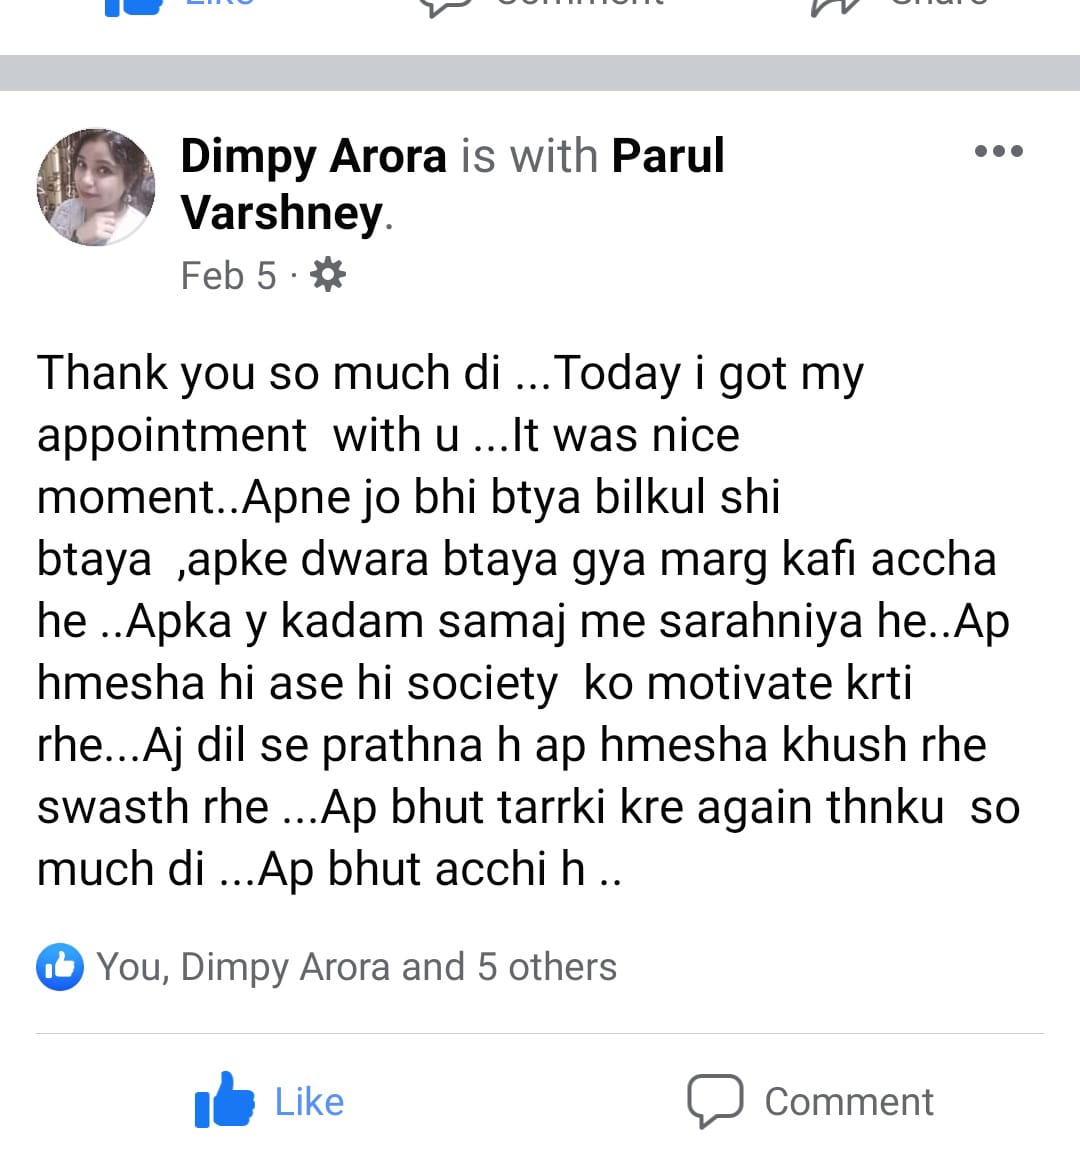 Like Comment Share
Dimpy Arora is with Parul
Varshney.
Feb 5 ·
Thank you so much di ...Today i got my
appointment  with u ...It was nice
moment..Apne jo bhi btya bilkul shi
btaya  ,apke dwara btaya gya marg kafi accha
he ..Apka y kadam samaj me sarahniya he..Ap
hmesha hi ase hi society  ko motivate krti
rhe...Aj dil se prathna h ap hmesha khush rhe
swasth rhe ...Ap bhut tarrki kre again thnku  so
much di ...Ap bhut acchi h ..
You, Dimpy Arora and 5 others
Like Comment